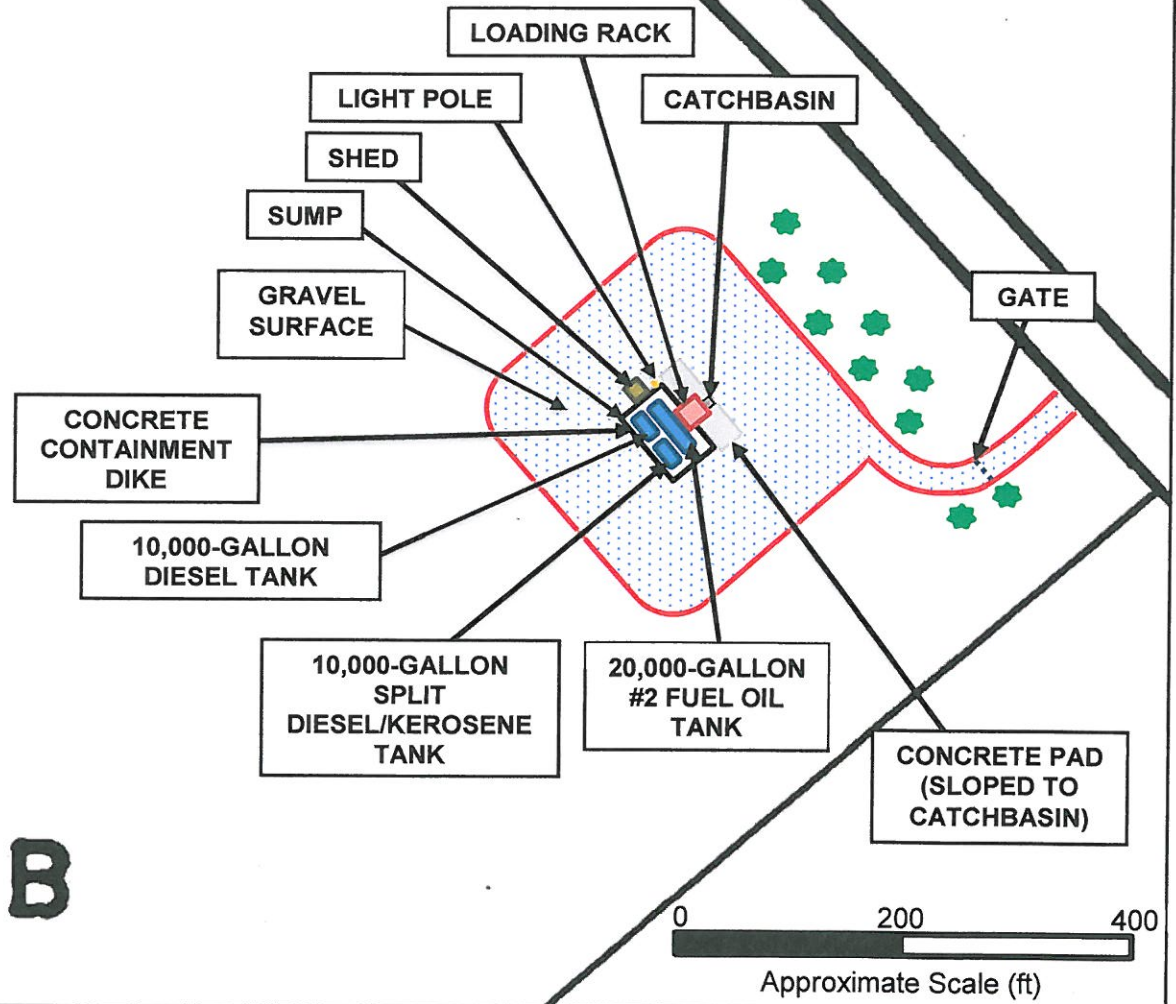 LOADING RACK
LIGHT POLE
CATCHBASIN
SHED
SUMP
GRAVEL
SURFACE
GATE
CONCRETE
CONTAINMENT
DIKE
10,000-GALLON
DIESEL TANK
10,000-GALLON
SPLIT
DIESEL/KEROSENE
TANK
20,000-GALLON
#2 FUEL OIL
TANK
CONCRETE PAD
(SLOPED TO
CATCHBASIN)
B
0 200 400
Approximate Scale (ft)